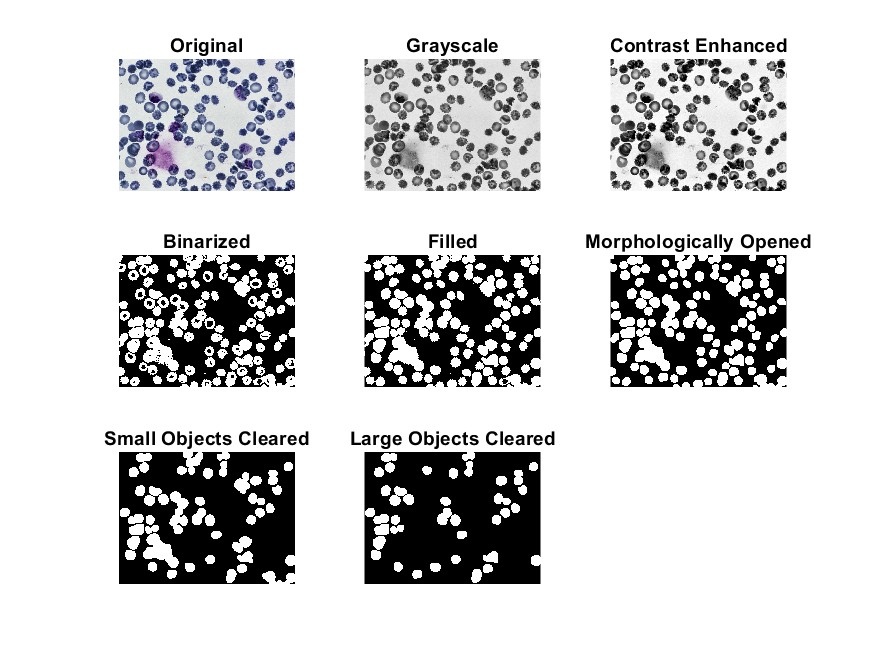 Original
Grayscale
Contrast Enhanced
Binarized
Filled
Morphologically Opened
Small Objects Cleared
Large Objects Cleared